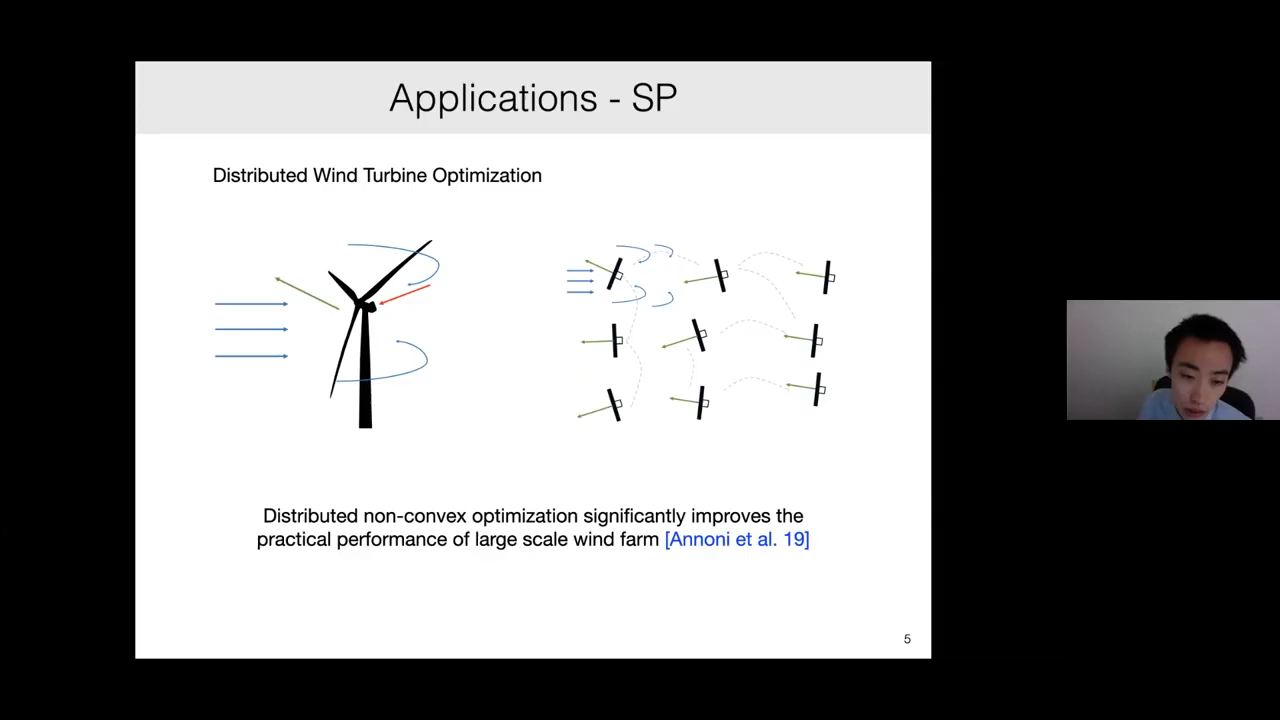 Applications - SP
Distributed Wind Turbine Optimization
Distributed non-convex optimization significantly improves the
practical performance of large scale wind farm [Annoni et al. 19]
5